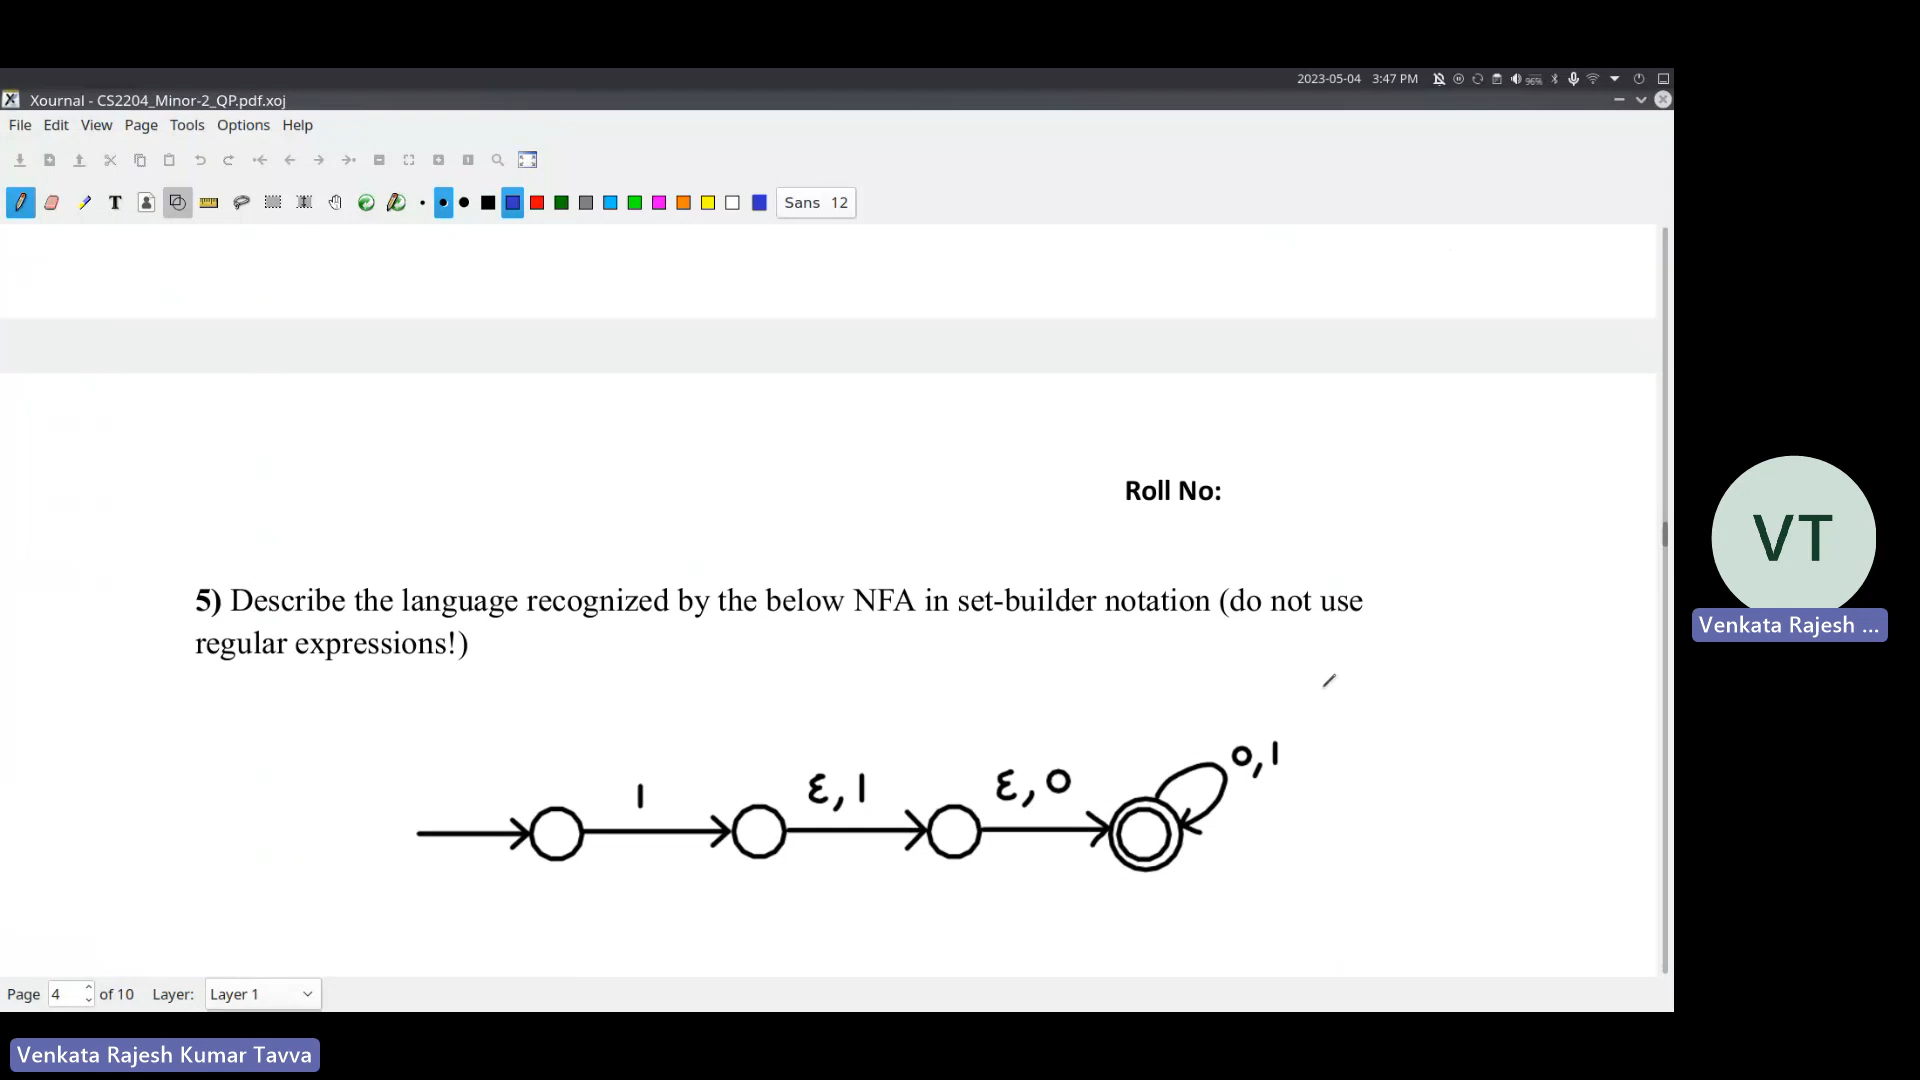 2023-05-04 3:47 PM 96%
Xournal - CS2204_Minor-2_QP.pdf.xoj
File Edit View Page Tools Options Help
T Sans 12
Roll No:
5) Describe the language recognized by the below NFA in set-builder notation (do not use
regular expressions!)
0,1
1 ε,1 ε,0
VT
Venkata Rajesh ...
Page 4 of 10 Layer: Layer 1
Venkata Rajesh Kumar Tavva